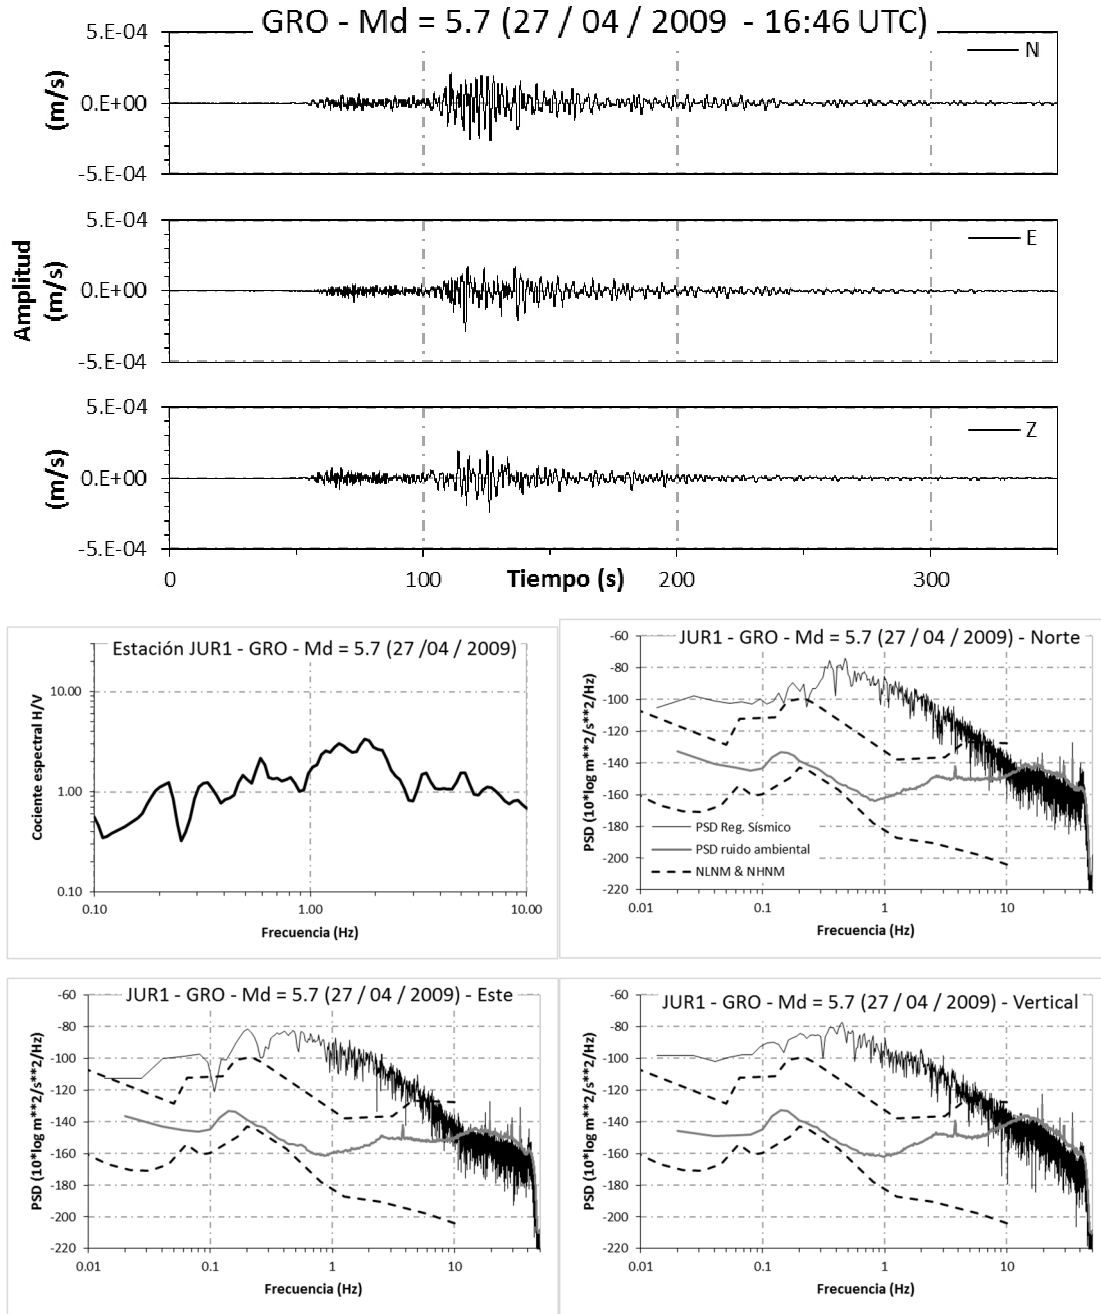 GRO - Md = 5.7 (27 / 04 / 2009 - 16:46 UTC)
5.E-04
0.E+00
-5.E-04
(m/s)
N
5.E-04
0.E+00
-5.E-04
Amplitud
(m/s)
E
5.E-04
0.E+00
-5.E-04
(m/s)
Z
0
100
200
300
Tiempo (s)
Estación JUR1 - GRO - Md = 5.7 (27 /04 / 2009)
10.00
1.00
0.10
Cociente espectral H/V
0.10
1.00
10.00
Frecuencia (Hz)
JUR1 - GRO - Md = 5.7 (27 / 04 / 2009) - Norte
-60
-80
-100
-120
-140
-160
-180
-200
-220
PSD (10*log m**2/s**2/Hz)
PSD Reg. Sísmico
PSD ruido ambiental
NLNM & NHNM
0.01
0.1
1
10
Frecuencia (Hz)
JUR1 - GRO - Md = 5.7 (27 / 04 / 2009) - Este
-60
-80
-100
-120
-140
-160
-180
-200
-220
PSD (10*log m**2/s**2/Hz)
0.01
0.1
1
10
Frecuencia (Hz)
JUR1 - GRO - Md = 5.7 (27 / 04 / 2009) - Vertical
-60
-80
-100
-120
-140
-160
-180
-200
-220
PSD (10*log m**2/s**2/Hz)
0.01
0.1
1
10
Frecuencia (Hz)